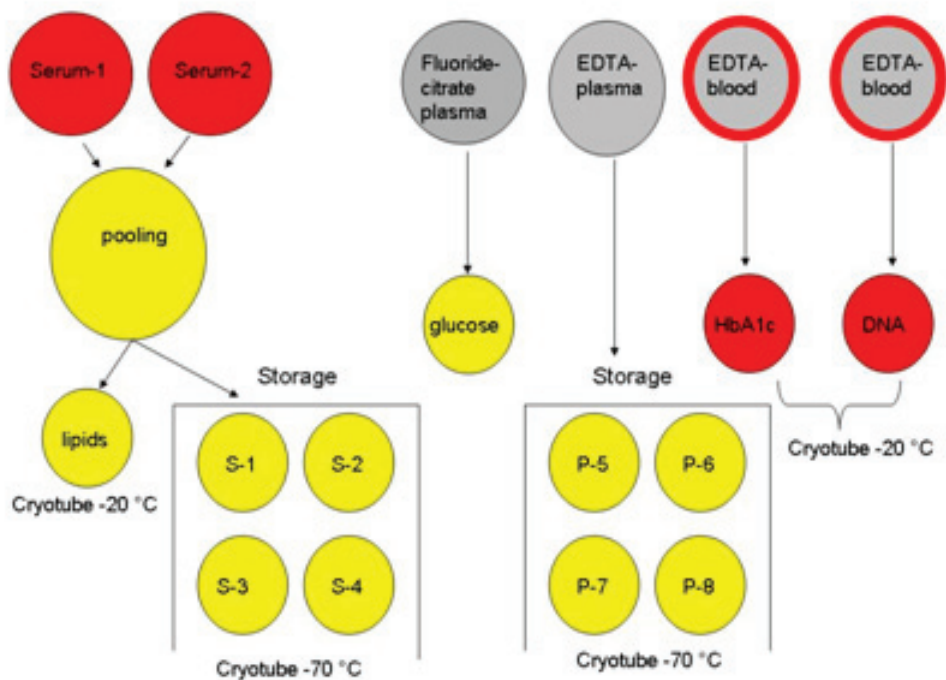 Serum-1
Serum-2
Fluoride-
citrate
plasma
EDTA-
plasma
EDTA-
blood
EDTA-
blood
pooling
glucose
HbA1c
DNA
lipids
Cryotube -20 °C
Storage
S-1
S-2
S-3
S-4
Cryotube -70 °C
Storage
P-5
P-6
P-7
P-8
Cryotube -70 °C
Cryotube -20 °C